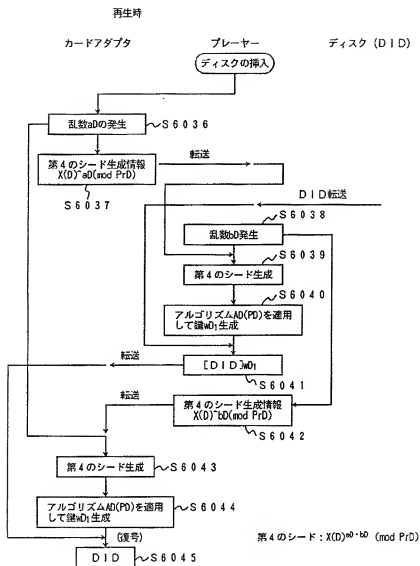 再生時
カードアダプタ
プレーヤー
ディスク(DID)
ディスクの挿入
乱数aDの発生
S6036
第4のシード生成情報
X(D)^aD(mod PrD)
S6037
転送
DID転送
S6038
乱数bD発生
S6039
第4のシード生成
S6040
アルゴリズムAD(PD)を適用
して鍵wD₁生成
転送
[DID]wD₁
S6041
転送
第4のシード生成情報
X(D)^bD(mod PrD)
S6042
第4のシード生成
S6043
アルゴリズムAD(PD)を適用
して鍵wD₁生成
S6044
(復号)
DID
S6045
第4のシード:X(D)^aD・bD (mod PrD)